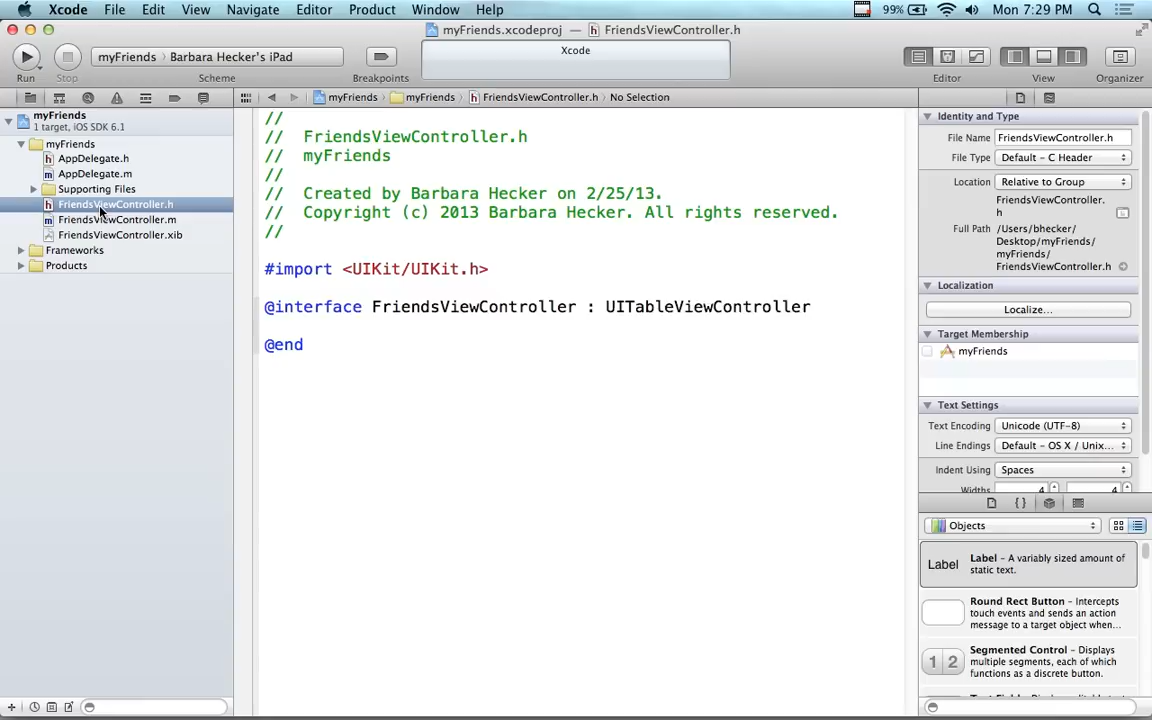 Xcode File Edit View Navigate Editor Product Window Help 99% Mon 7:29 PM
myFriends.xcodeproj — FriendsViewController.h
myFriends Barbara Hecker's iPad
Xcode
Run Stop Scheme Breakpoints Editor View Organizer
myFriends myFriends FriendsViewController.h No Selection
myFriends
1 target, iOS SDK 6.1
myFriends
AppDelegate.h
AppDelegate.m
Supporting Files
FriendsViewController.h
FriendsViewController.m
FriendsViewController.xib
Frameworks
Products
//
// FriendsViewController.h
// myFriends
//
// Created by Barbara Hecker on 2/25/13.
// Copyright (c) 2013 Barbara Hecker. All rights reserved.
//
#import <UIKit/UIKit.h>
@interface FriendsViewController : UITableViewController
@end
Identity and Type
File Name FriendsViewController.h
File Type Default - C Header
Location Relative to Group
FriendsViewController.
h
Full Path /Users/bhecker/
Desktop/myFriends/
myFriends/
FriendsViewController.h
Localization
Localize...
Target Membership
myFriends
Text Settings
Text Encoding Unicode (UTF-8)
Line Endings Default - OS X / Unix...
Indent Using Spaces
Widths 4 4
Objects
Label Label - A variably sized amount of
static text.
Round Rect Button - Intercepts
touch events and sends an action
message to a target object when...
1 2 Segmented Control - Displays
multiple segments, each of which
functions as a discrete button.